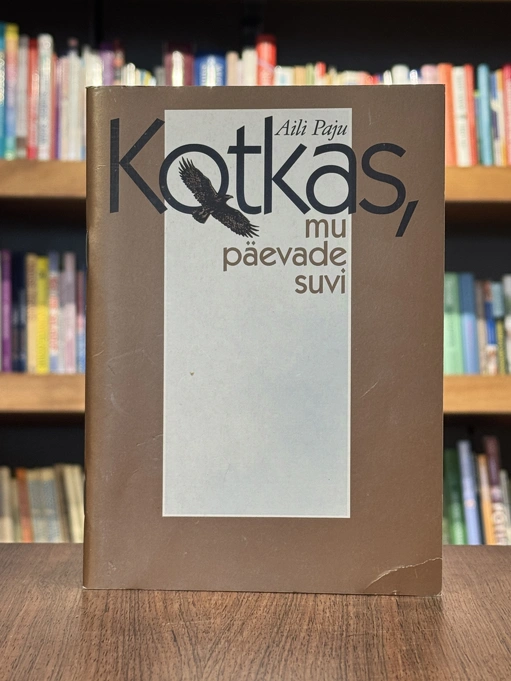 Aili Paju
Kotkas,
mu
päevade
suvi